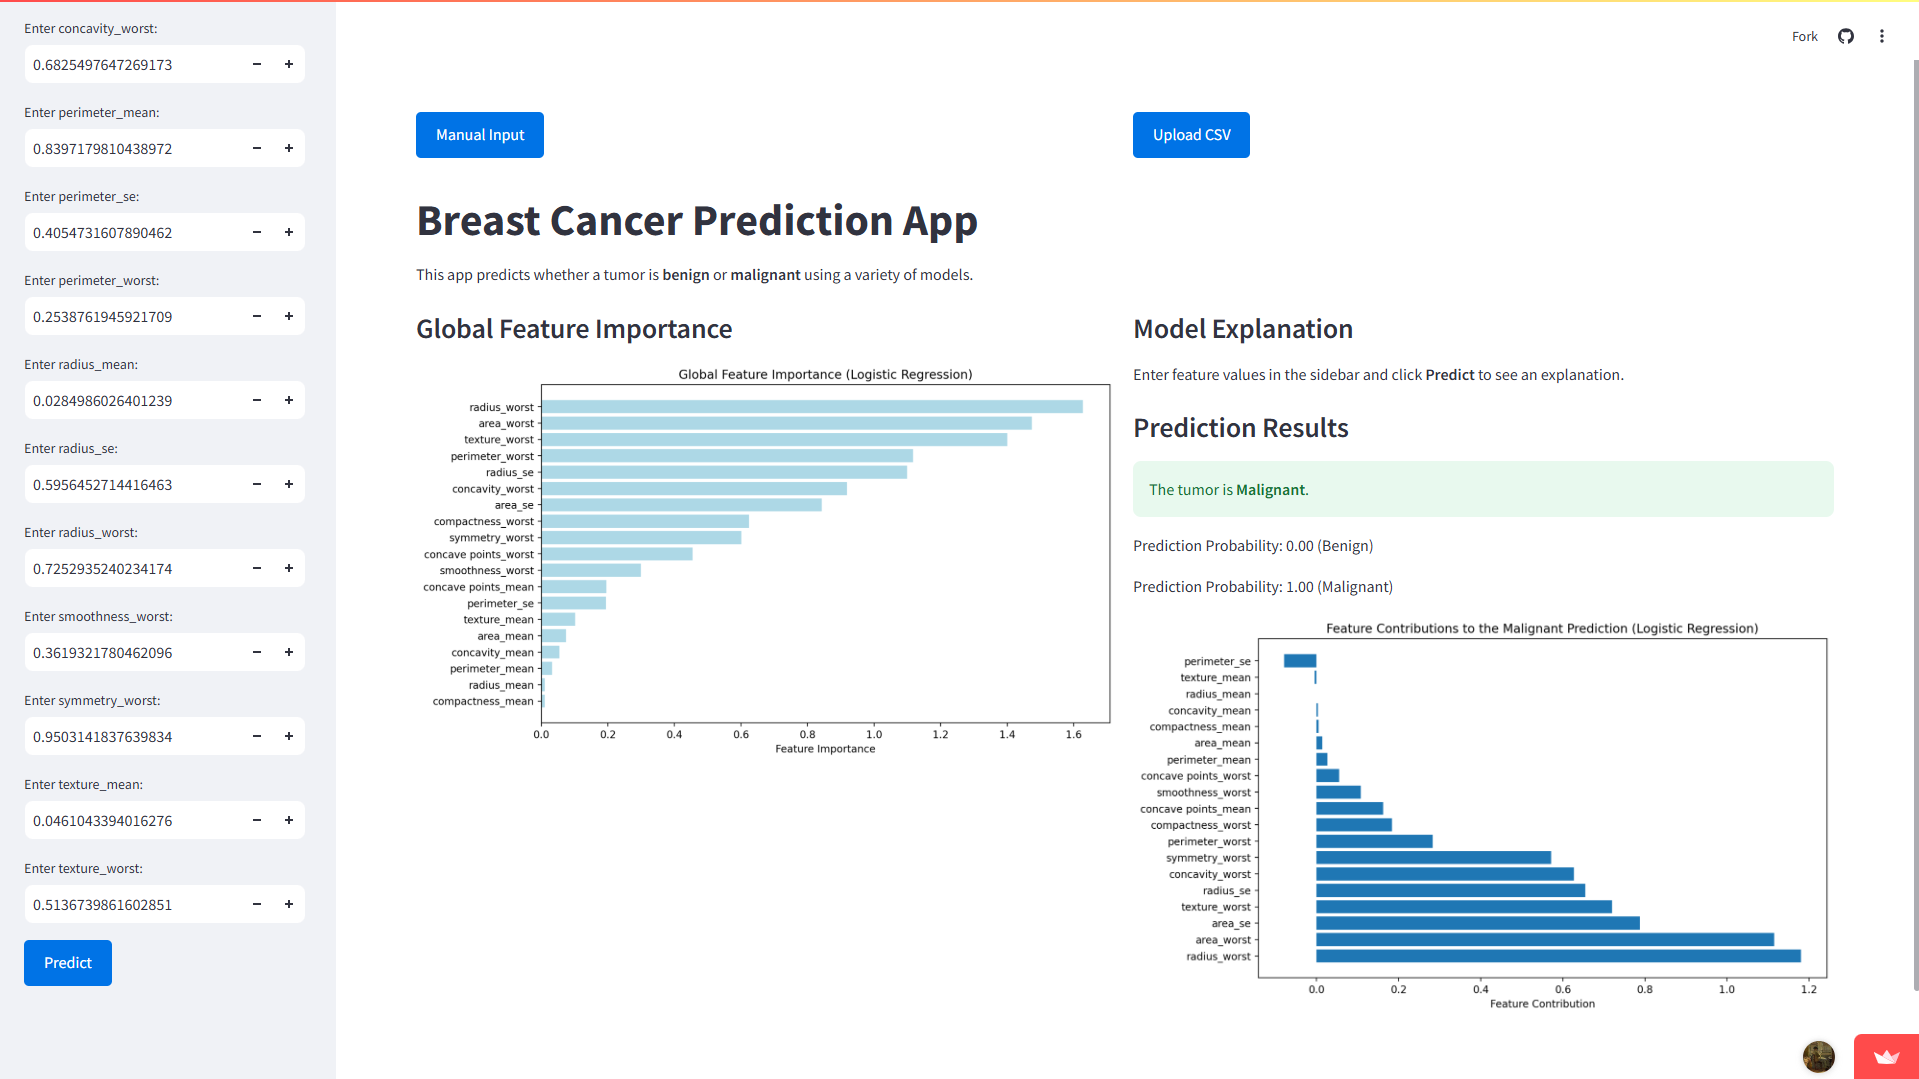 Enter concavity_worst:
0.6825497647269173
Enter perimeter_mean:
0.8397179810438972
Enter perimeter_se:
0.4054731607890462
Enter perimeter_worst:
0.2538761945921709
Enter radius_mean:
0.0284986026401239
Enter radius_se:
0.5956452714416463
Enter radius_worst:
0.7252935240234174
Enter smoothness_worst:
0.3619321780462096
Enter symmetry_worst:
0.9503141837639834
Enter texture_mean:
0.0461043394016276
Enter texture_worst:
0.5136739861602851
Predict
Fork
Manual Input
Upload CSV
Breast Cancer Prediction App
This app predicts whether a tumor is benign or malignant using a variety of models.
Global Feature Importance
Global Feature Importance (Logistic Regression)
radius_worst
area_worst
texture_worst
perimeter_worst
radius_se
concavity_worst
area_se
compactness_worst
symmetry_worst
concave points_worst
smoothness_worst
concave points_mean
perimeter_se
texture_mean
area_mean
concavity_mean
perimeter_mean
radius_mean
compactness_mean
0.0 0.2 0.4 0.6 0.8 1.0 1.2 1.4 1.6
Feature Importance
Model Explanation
Enter feature values in the sidebar and click Predict to see an explanation.
Prediction Results
The tumor is Malignant.
Prediction Probability: 0.00 (Benign)
Prediction Probability: 1.00 (Malignant)
Feature Contributions to the Malignant Prediction (Logistic Regression)
perimeter_se
texture_mean
radius_mean
concavity_mean
compactness_mean
area_mean
perimeter_mean
concave points_worst
smoothness_worst
concave points_mean
compactness_worst
perimeter_worst
symmetry_worst
concavity_worst
radius_se
texture_worst
area_se
area_worst
radius_worst
0.0 0.2 0.4 0.6 0.8 1.0 1.2
Feature Contribution